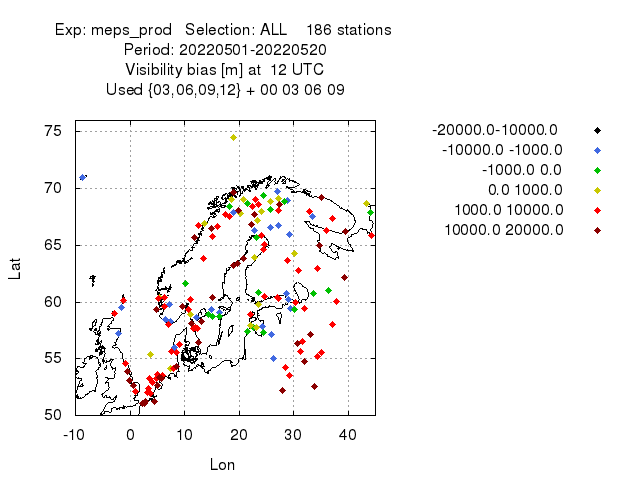 Exp: meps_prod   Selection: ALL    186 stations
Period: 20220501-20220520
Visibility bias [m] at  12 UTC
Used {03,06,09,12} + 00 03 06 09
-20000.0-10000.0
-10000.0 -1000.0
-1000.0 0.0
0.0 1000.0
1000.0 10000.0
10000.0 20000.0
75
70
65
60
55
50
Lat
-10 0 10 20 30 40
Lon